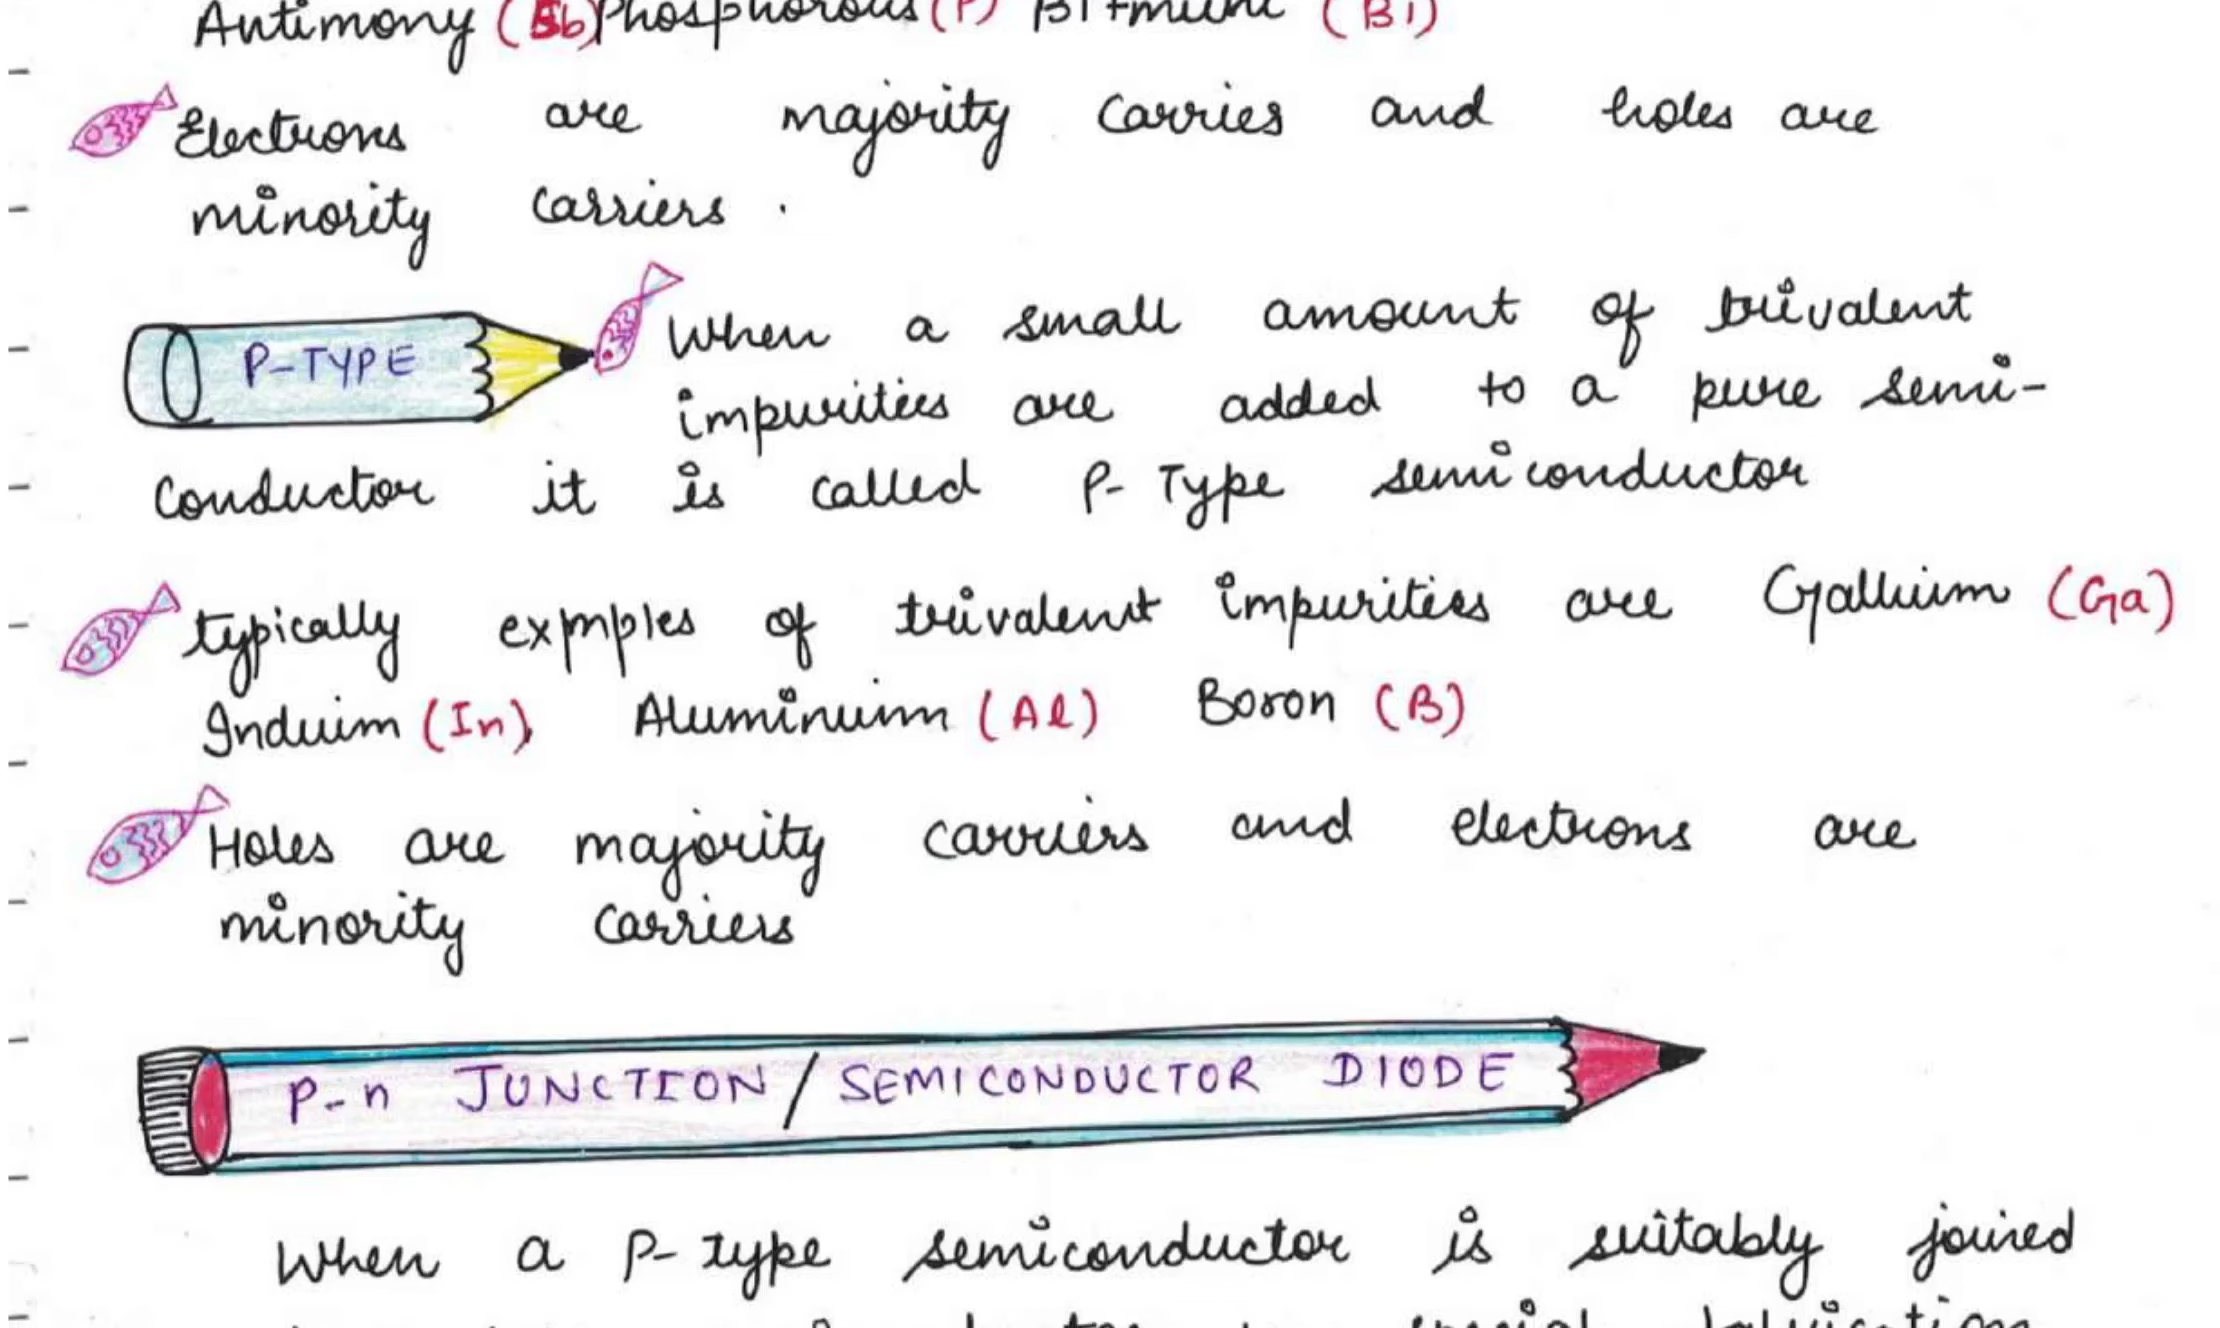 Antimony (Sb) Phosphorous (P) Bitmuini (Bi)
Electrons are majority carries and holes are
minority carriers .
P-TYPE
When a small amount of trivalent
impurities are added to a pure semi-
conductor it is called P- Type semiconductor
typically exmples of trivalent impurities are Gallium (Ga)
Induim (In), Aluminium (Al) Boron (B)
Holes are majority carriers and electrons are
minority carriers
P-n JUNCTION / SEMICONDUCTOR DIODE
When a P- type semiconductor is suitably joined
special